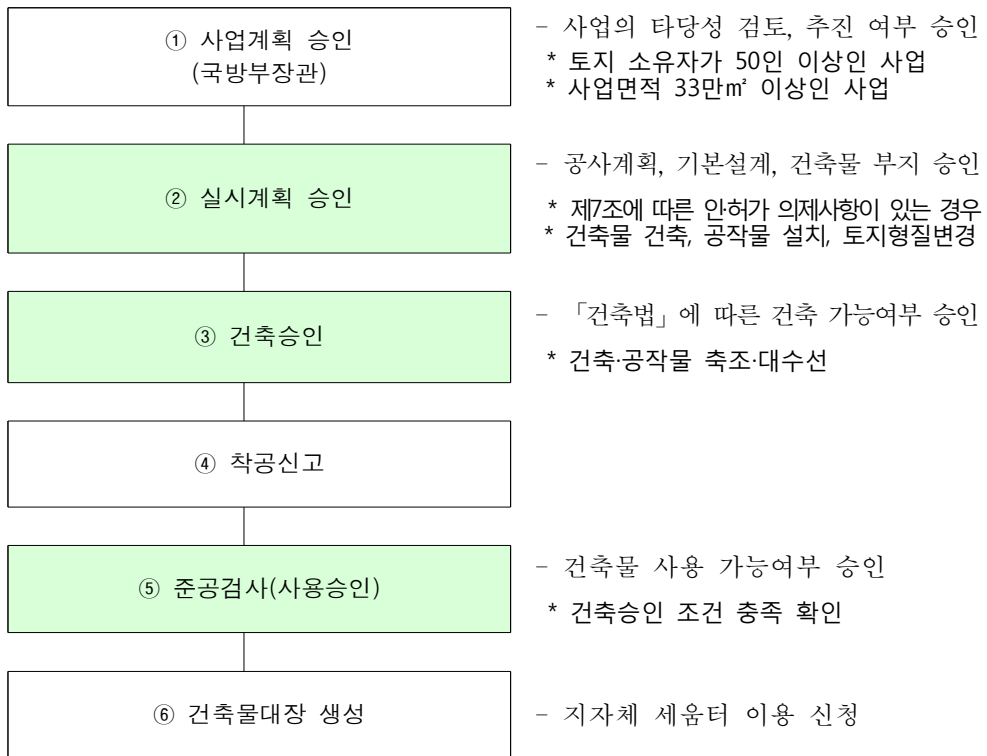 ① 사업계획 승인
(국방부장관)
- 사업의 타당성 검토, 추진 여부 승인
* 토지 소유자가 50인 이상인 사업
* 사업면적 33만㎡ 이상인 사업
② 실시계획 승인
- 공사계획, 기본설계, 건축물 부지 승인
* 제7조에 따른 인·허가 의제사항이 있는 경우
* 건축물 건축, 공작물 설치, 토지형질변경
③ 건축승인
- 「건축법」에 따른 건축 가능여부 승인
* 건축·공작물 축조·대수선
④ 착공신고
⑤ 준공검사(사용승인)
- 건축물 사용 가능여부 승인
* 건축승인 조건 충족 확인
⑥ 건축물대장 생성
- 지자체 세움터 이용 신청